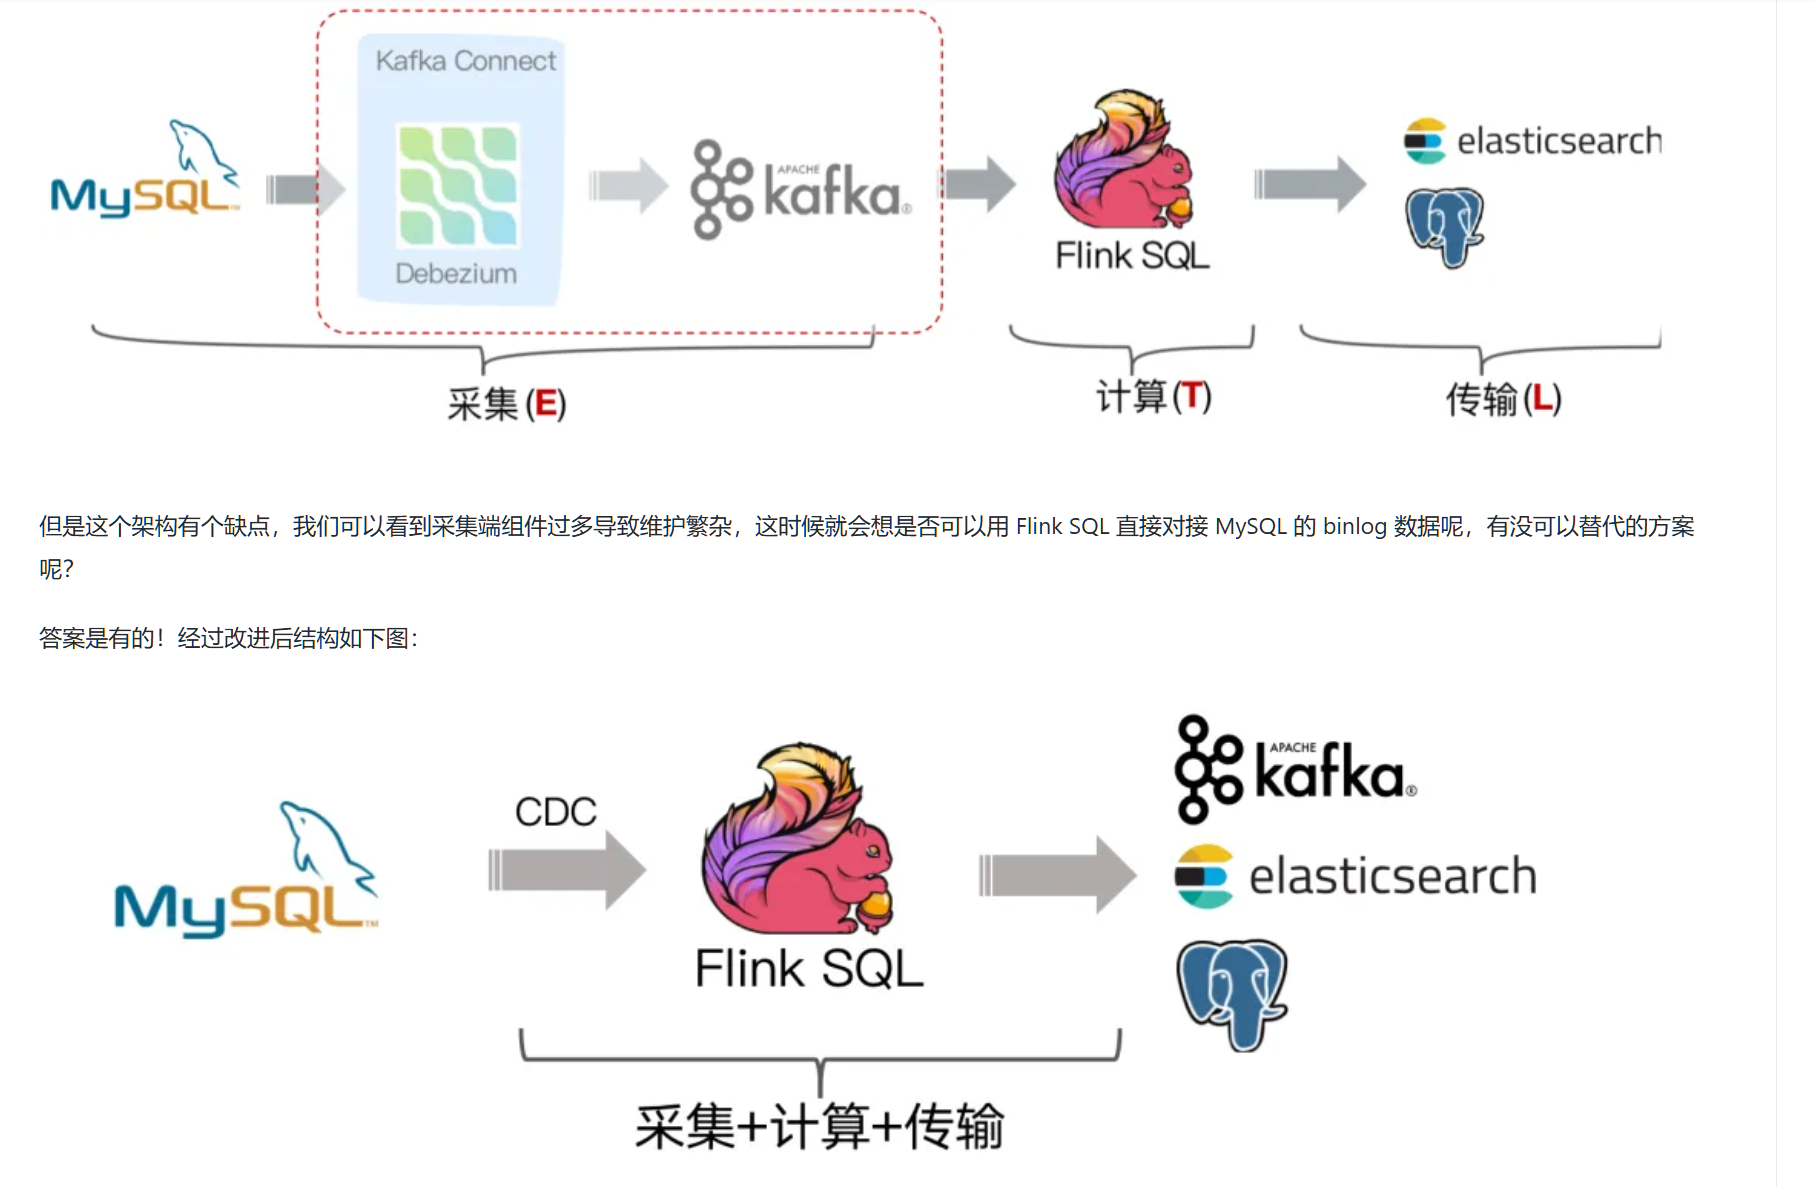 Kafka Connect
MySQL™
Debezium
APACHE
kafka®
Flink SQL
elasticsearch
采集(E)
计算(T)
传输(L)
但是这个架构有个缺点，我们可以看到采集端组件过多导致维护繁杂，这时候就会想是否可以用 Flink SQL 直接对接 MySQL 的 binlog 数据呢，有没可以替代的方案
呢？
答案是有的！经过改进后结构如下图：
MySQL™
CDC
Flink SQL
APACHE
kafka®
elasticsearch
采集+计算+传输